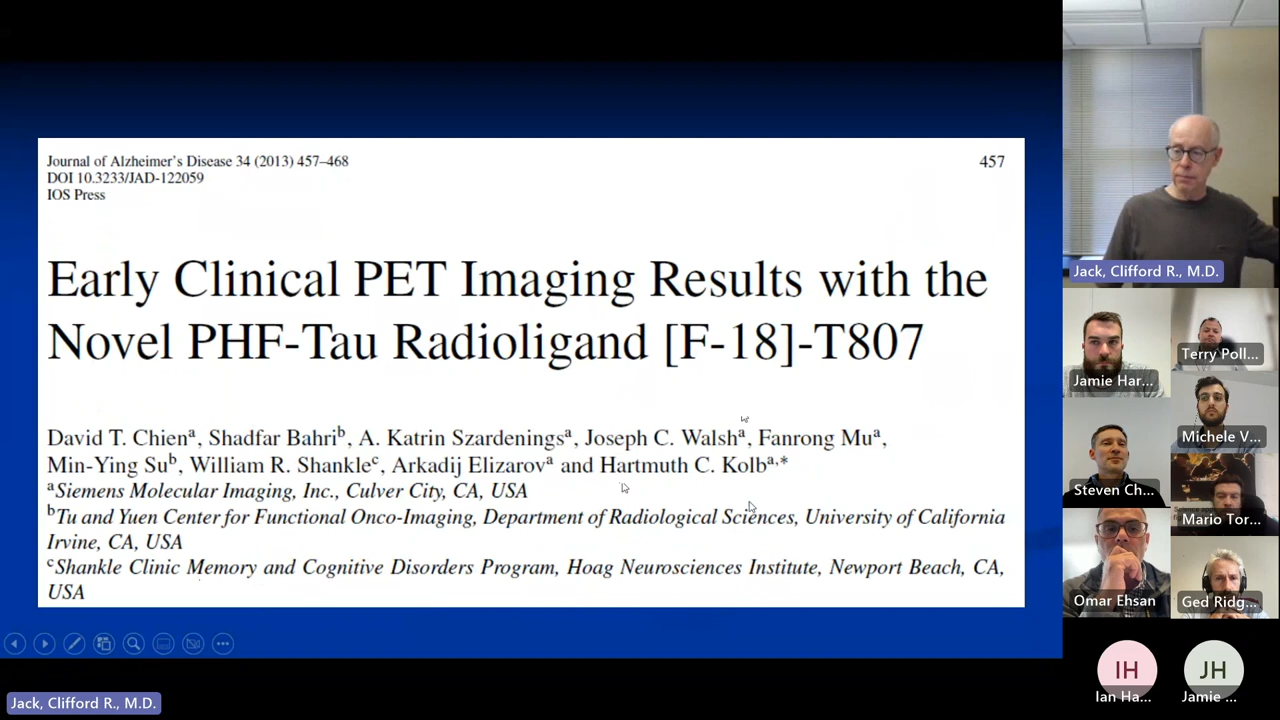 Journal of Alzheimer's Disease 34 (2013) 457–468
457
DOI 10.3233/JAD-122059
IOS Press
Early Clinical PET Imaging Results with the
Novel PHF-Tau Radioligand [F-18]-T807
David T. Chienᵃ, Shadfar Bahriᵇ, A. Katrin Szardeningsᵃ, Joseph C. Walshᵃ, Fanrong Muᵃ,
Min-Ying Suᵇ, William R. Shankleᶜ, Arkadij Elizarovᵃ and Hartmuth C. Kolbᵃ,*
ᵃSiemens Molecular Imaging, Inc., Culver City, CA, USA
ᵇTu and Yuen Center for Functional Onco-Imaging, Department of Radiological Sciences, University of California
Irvine, CA, USA
ᶜShankle Clinic Memory and Cognitive Disorders Program, Hoag Neurosciences Institute, Newport Beach, CA,
USA
Jack, Clifford R., M.D.
Jack, Clifford R., M.D.
Jamie Har...
Terry Poll...
Michele V...
Steven Ch...
Mario Tor...
Omar Ehsan
Ged Ridg...
IH
JH
Ian Ha...
Jamie ...